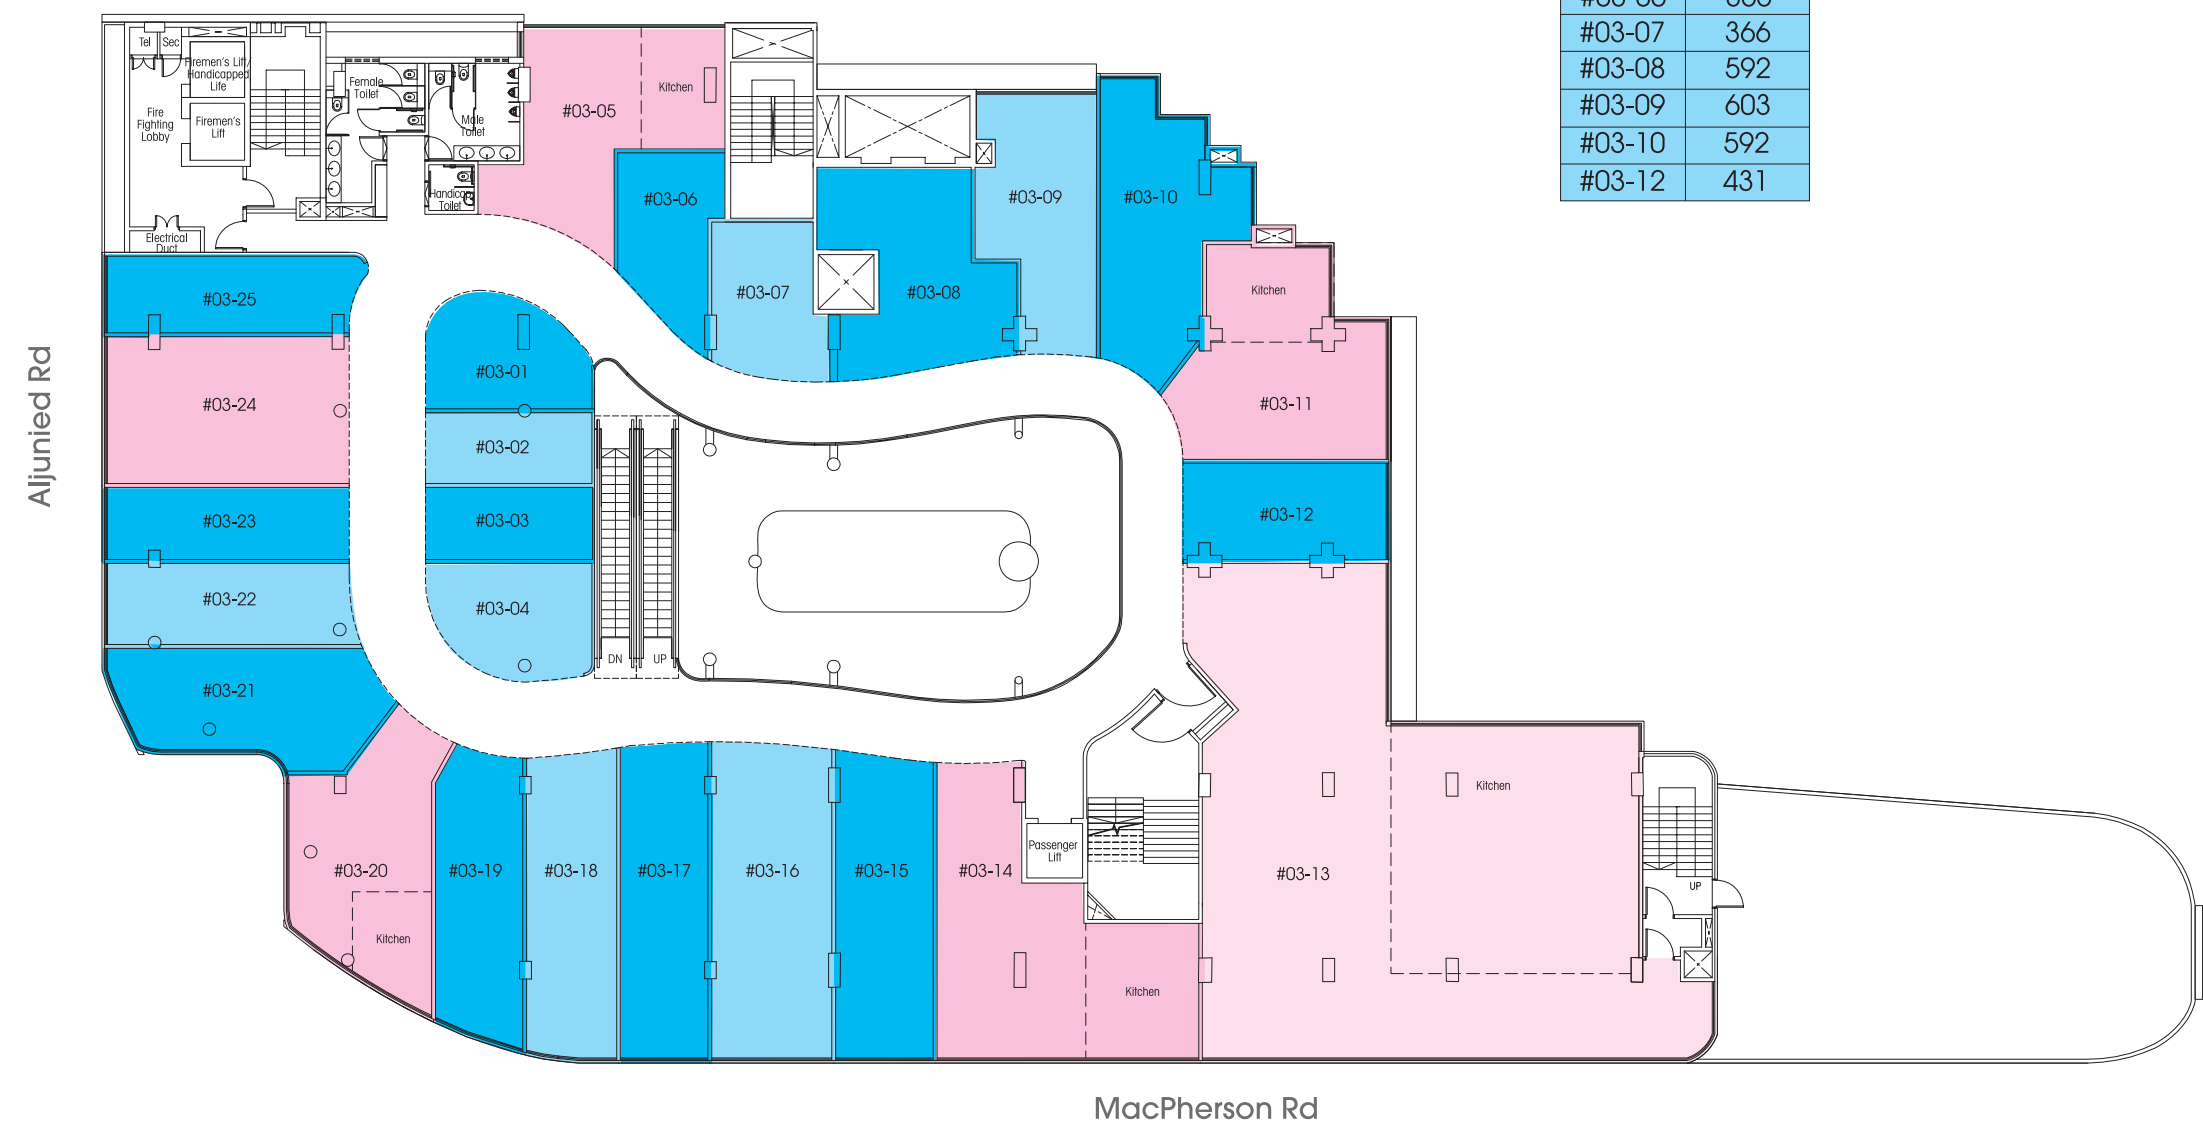 #03-07 366
#03-08 592
#03-09 603
#03-10 592
#03-12 431
Tel
Sec
Firemen's Lift/
Handicapped
Life
Firemen's
Lift
Fire
Fighting
Lobby
Female
Toilet
Male
Toilet
Handicap
Toilet
Electrical
Duct
#03-05
Kitchen
#03-06
#03-07
#03-08
#03-09
#03-10
Kitchen
#03-11
#03-12
#03-25
#03-24
#03-23
#03-22
#03-21
#03-01
#03-02
#03-03
#03-04
DN
UP
#03-20
Kitchen
#03-19
#03-18
#03-17
#03-16
#03-15
#03-14
Kitchen
Passenger
Lift
#03-13
Kitchen
UP
Aljunied Rd
MacPherson Rd